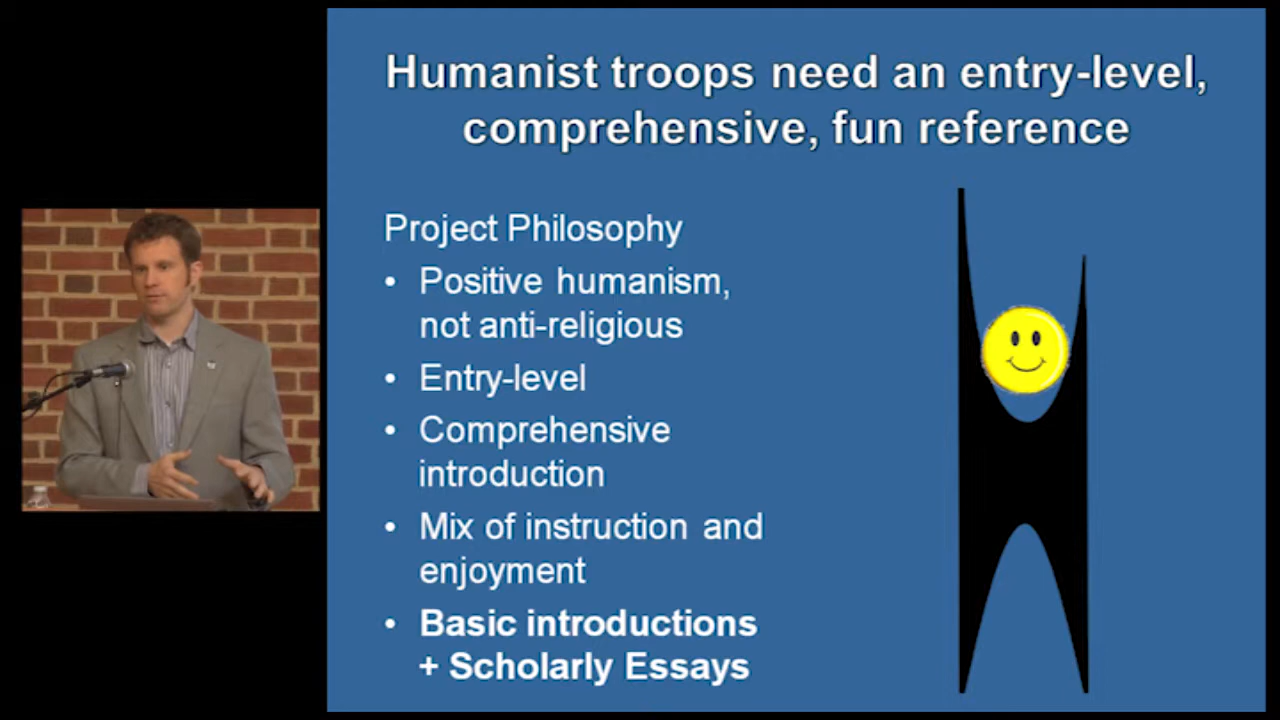 Humanist troops need an entry-level,
comprehensive, fun reference
Project Philosophy
• Positive humanism,
not anti-religious
• Entry-level
• Comprehensive
introduction
• Mix of instruction and
enjoyment
• Basic introductions
+ Scholarly Essays